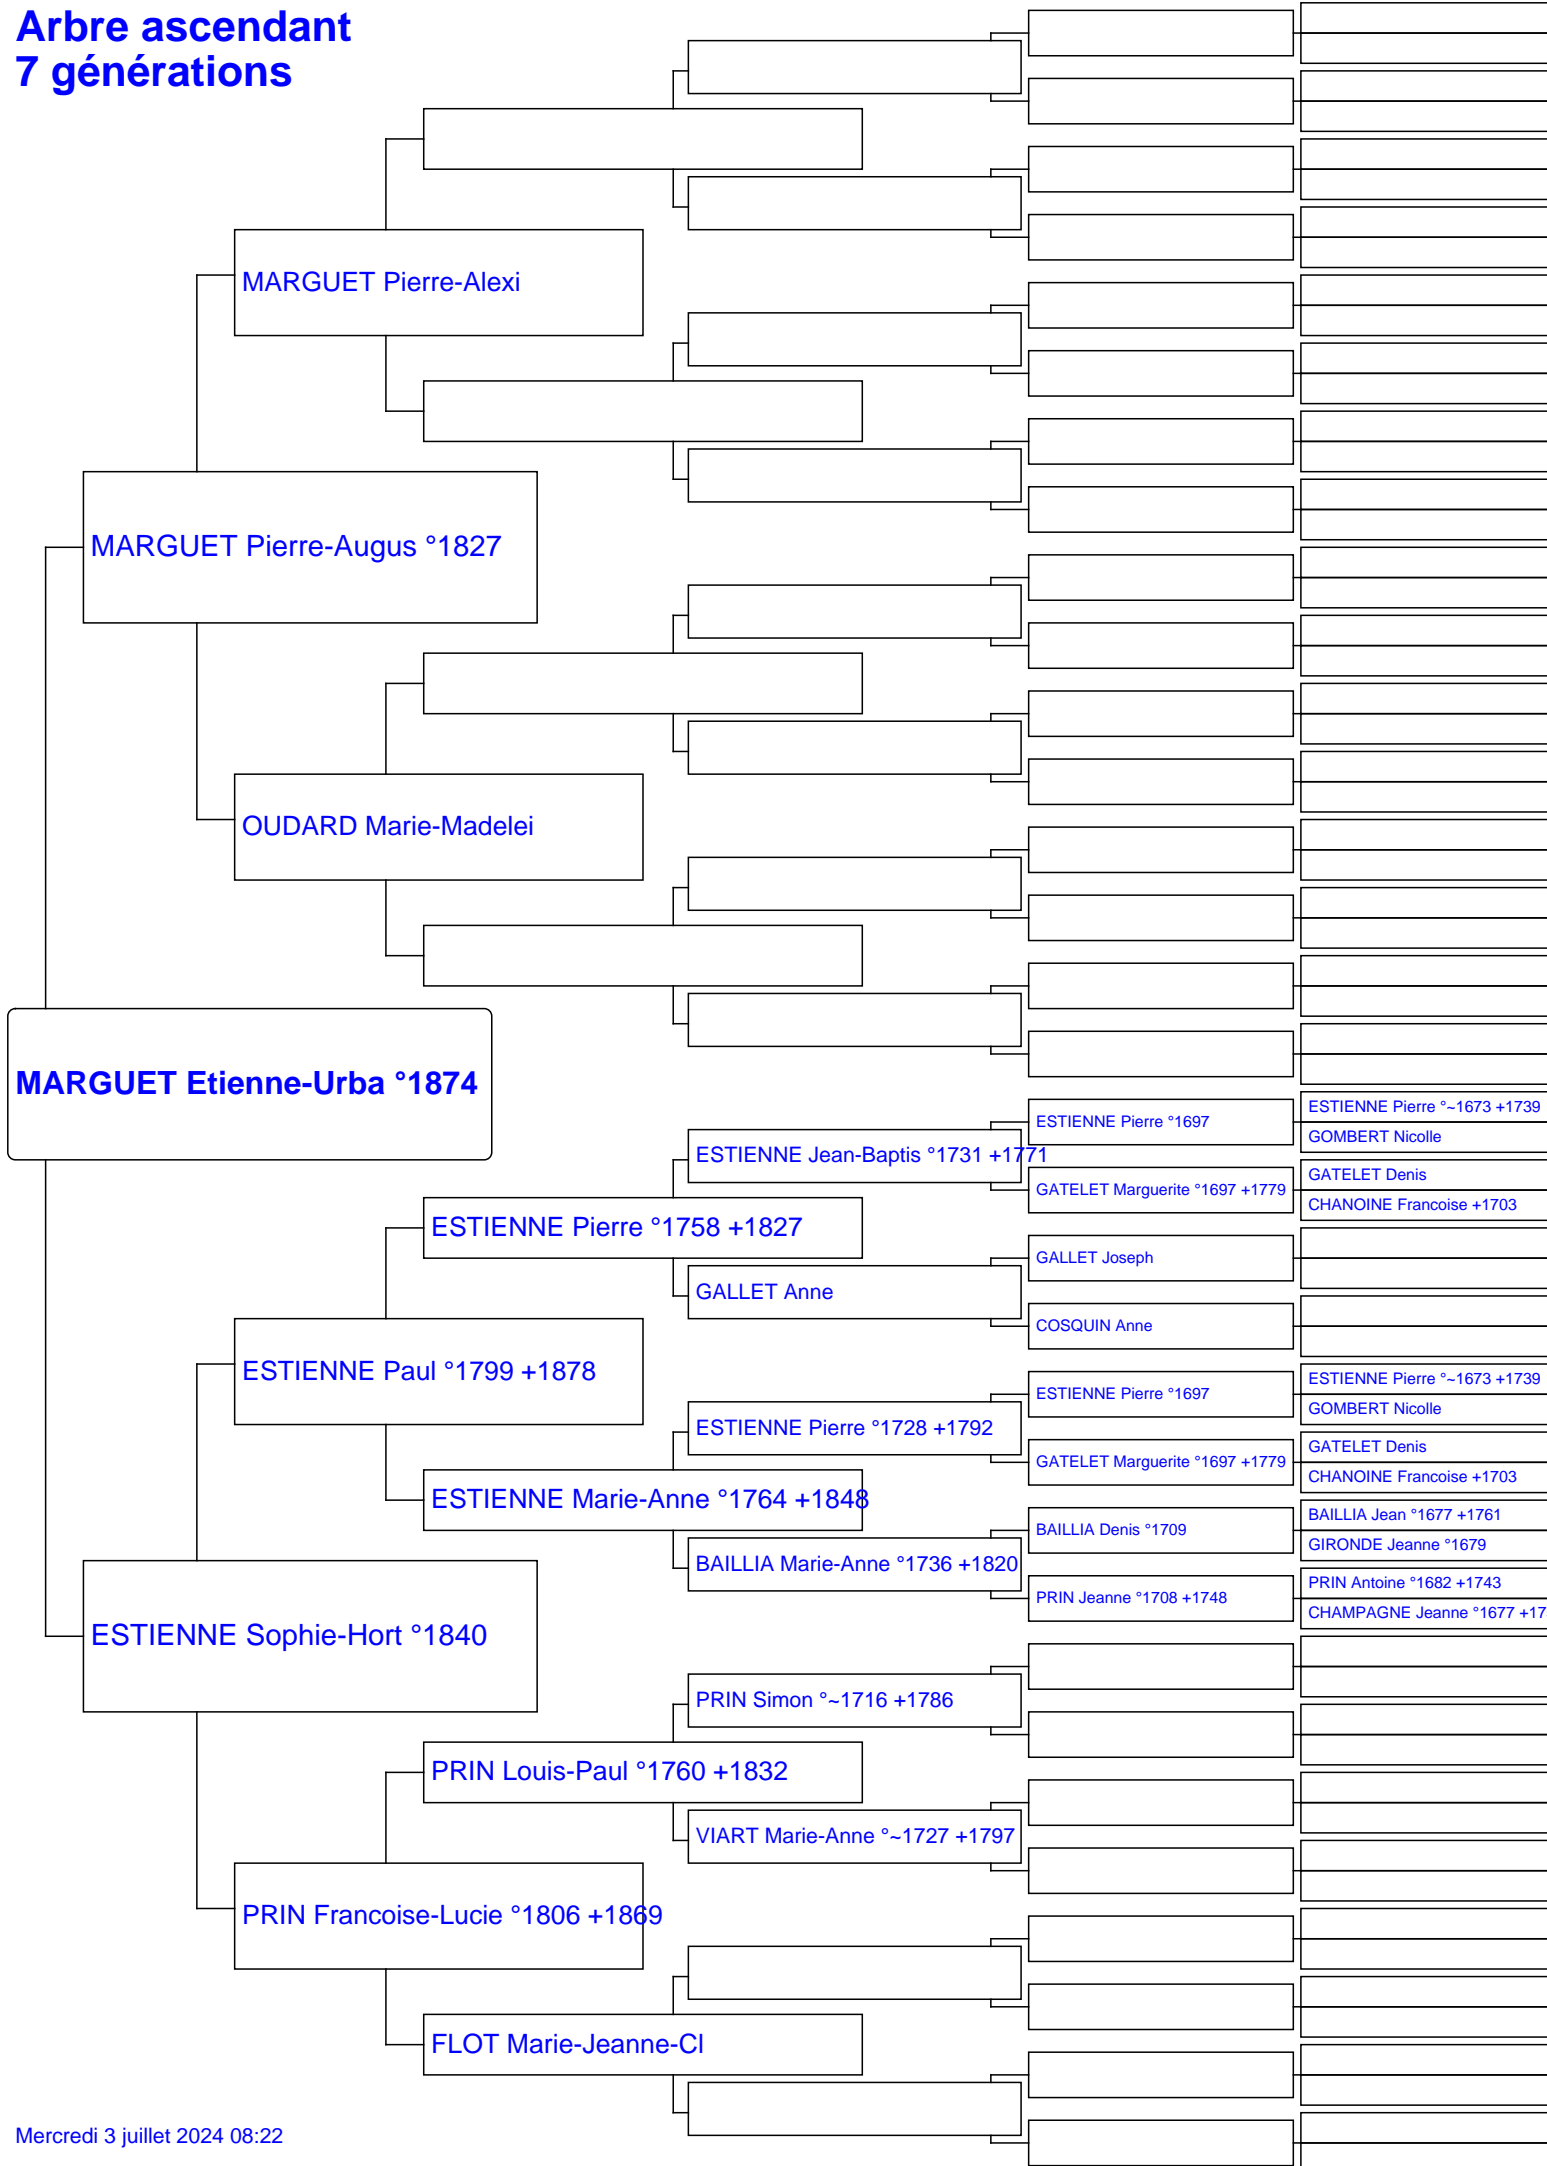 Arbre ascendant
7 générations
MARGUET Pierre-Alexi
MARGUET Pierre-Augus °1827
OUDARD Marie-Madelei
MARGUET Etienne-Urba °1874
ESTIENNE Pierre °~1673 +1739
ESTIENNE Pierre °1697
GOMBERT Nicolle
ESTIENNE Jean-Baptis °1731 +1771
GATELET Denis
GATELET Marguerite °1697 +1779
CHANOINE Francoise +1703
ESTIENNE Pierre °1758 +1827
GALLET Joseph
GALLET Anne
COSQUIN Anne
ESTIENNE Paul °1799 +1878
ESTIENNE Pierre °~1673 +1739
ESTIENNE Pierre °1697
GOMBERT Nicolle
ESTIENNE Pierre °1728 +1792
GATELET Denis
GATELET Marguerite °1697 +1779
CHANOINE Francoise +1703
ESTIENNE Marie-Anne °1764 +1848
BAILLIA Jean °1677 +1761
BAILLIA Denis °1709
GIRONDE Jeanne °1679
BAILLIA Marie-Anne °1736 +1820
PRIN Antoine °1682 +1743
PRIN Jeanne °1708 +1748
CHAMPAGNE Jeanne °1677 +17
ESTIENNE Sophie-Hort °1840
PRIN Simon °~1716 +1786
PRIN Louis-Paul °1760 +1832
VIART Marie-Anne °~1727 +1797
PRIN Francoise-Lucie °1806 +1869
FLOT Marie-Jeanne-Cl
Mercredi 3 juillet 2024 08:22